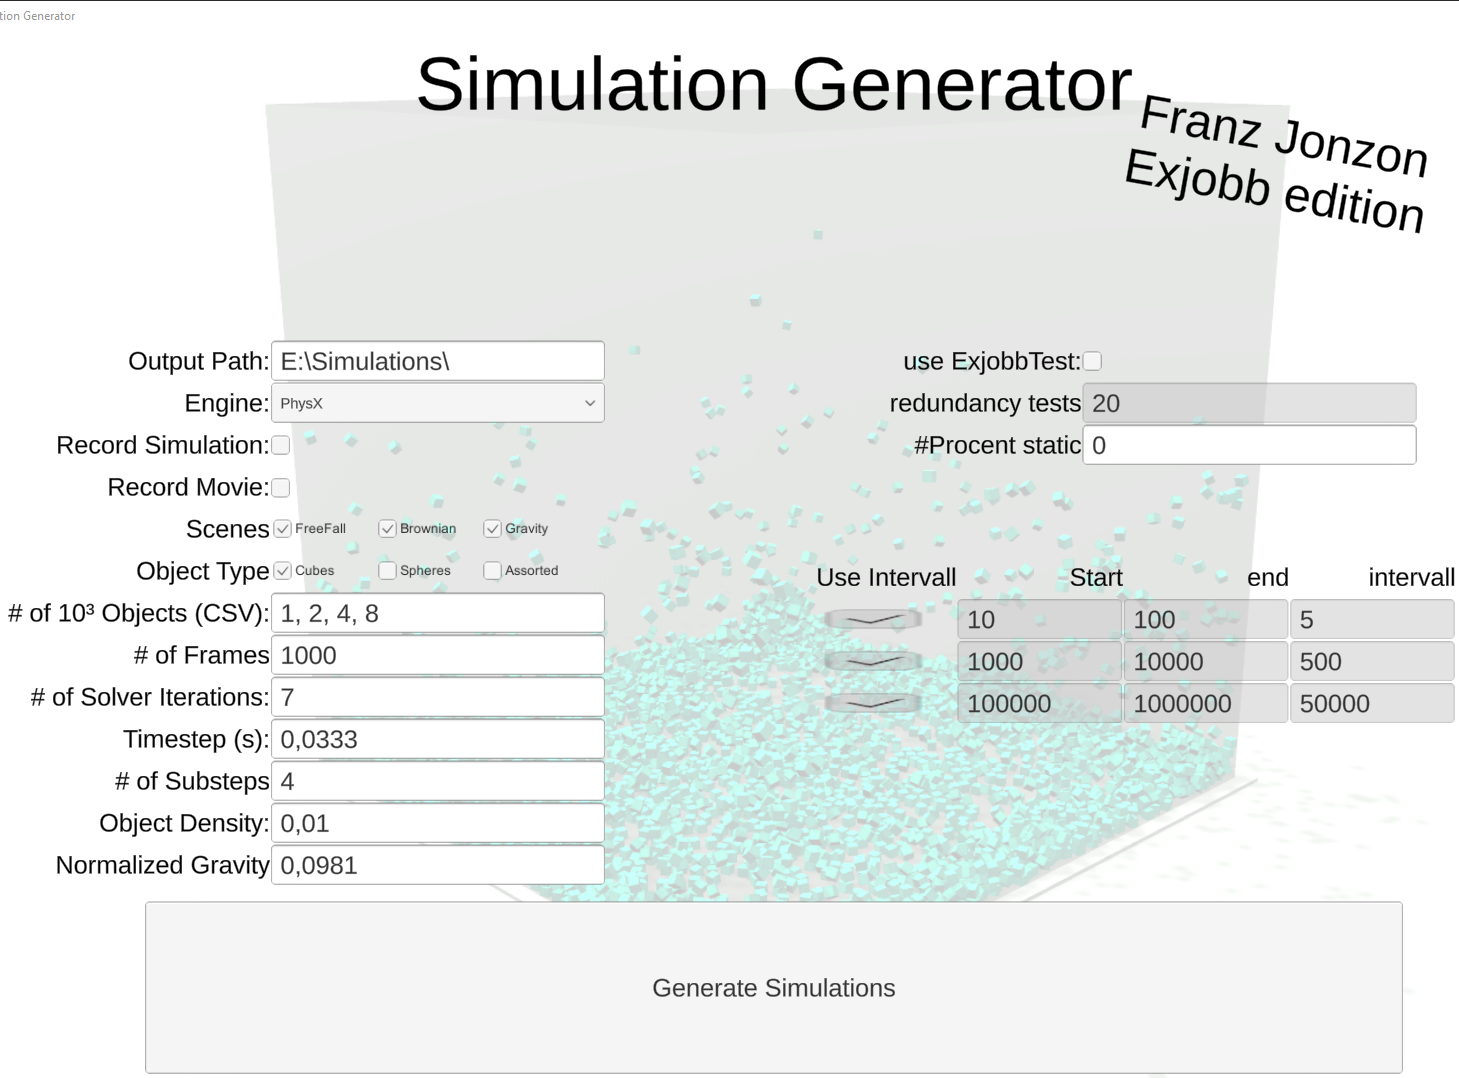 tion Generator
Simulation Generator
Franz Jonzon
Exjobb edition
Output Path: E:\Simulations\
Engine: PhysX
Record Simulation:
Record Movie:
Scenes FreeFall Brownian Gravity
Object Type Cubes Spheres Assorted
# of 10³ Objects (CSV): 1, 2, 4, 8
# of Frames 1000
# of Solver Iterations: 7
Timestep (s): 0,0333
# of Substeps 4
Object Density: 0,01
Normalized Gravity 0,0981
use ExjobbTest:
redundancy tests 20
#Procent static 0
Use Intervall Start end intervall
10 100 5
1000 10000 500
100000 1000000 50000
Generate Simulations